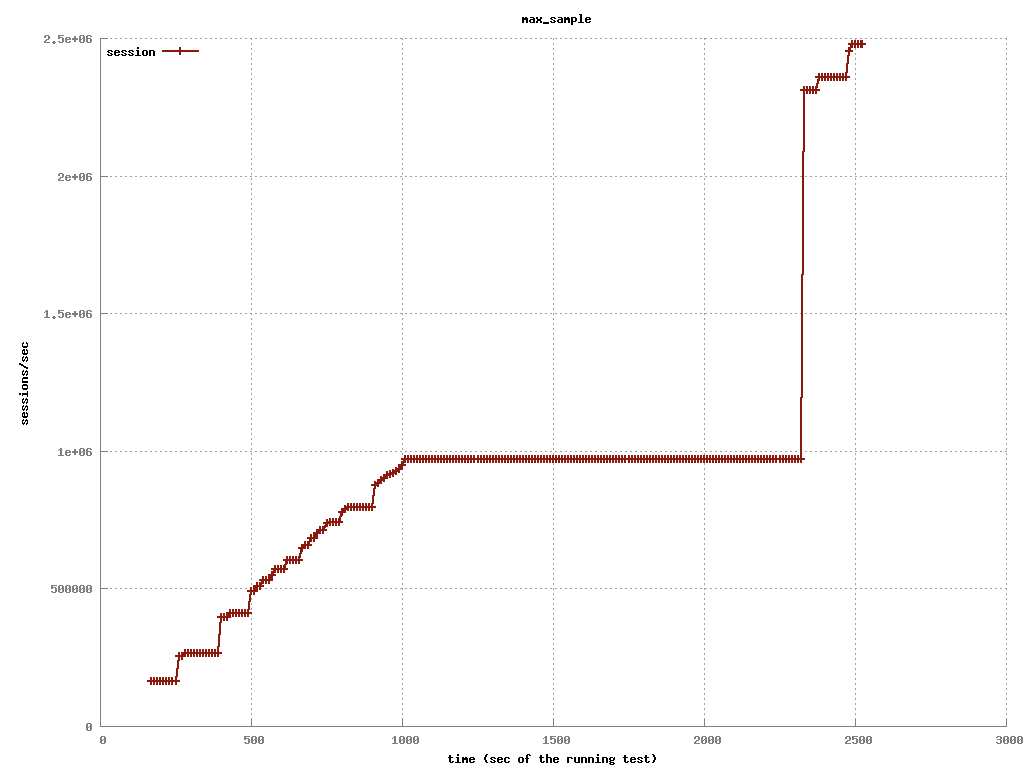 max_sample
2.5e+06
session
2e+06
1.5e+06
sessions/sec
1e+06
500000
0
0 500 1000 1500 2000 2500 3000
time (sec of the running test)